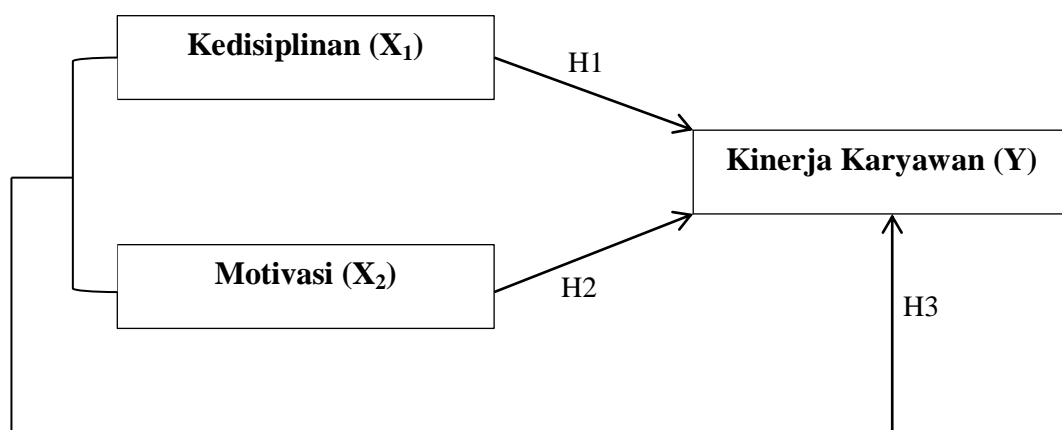 Kedisiplinan (X₁)
H1
Kinerja Karyawan (Y)
Motivasi (X₂)
H2
H3